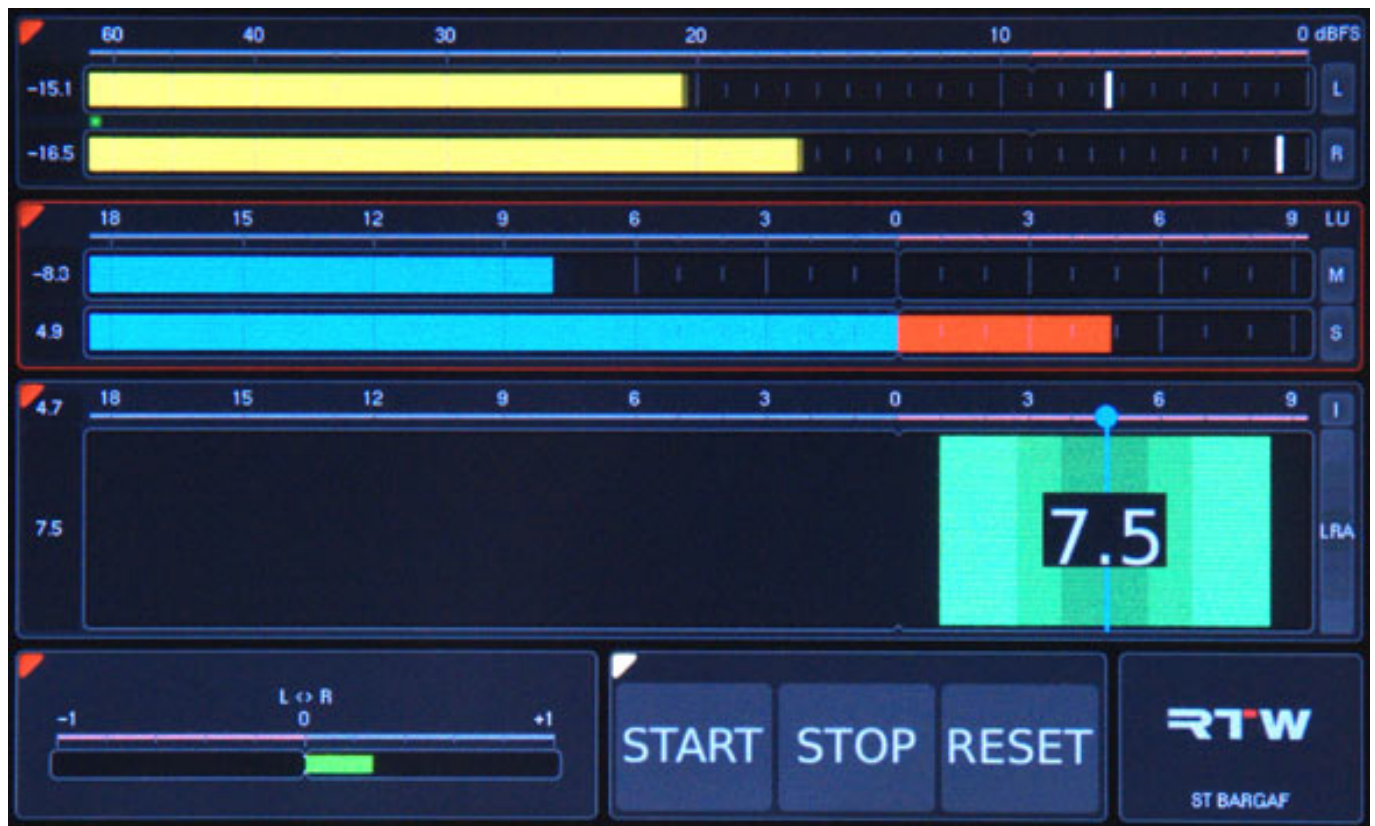 60 40 30 20 10 0 dBFS
-15.1 L
-16.5 R
18 15 12 9 6 3 0 3 6 9 LU
-8.3 M
4.9 S
4.7 18 15 12 9 6 3 0 3 6 9 I
7.5 7.5 LRA
L <> R
-1 0 +1
START STOP RESET
RTW
ST BARGAF